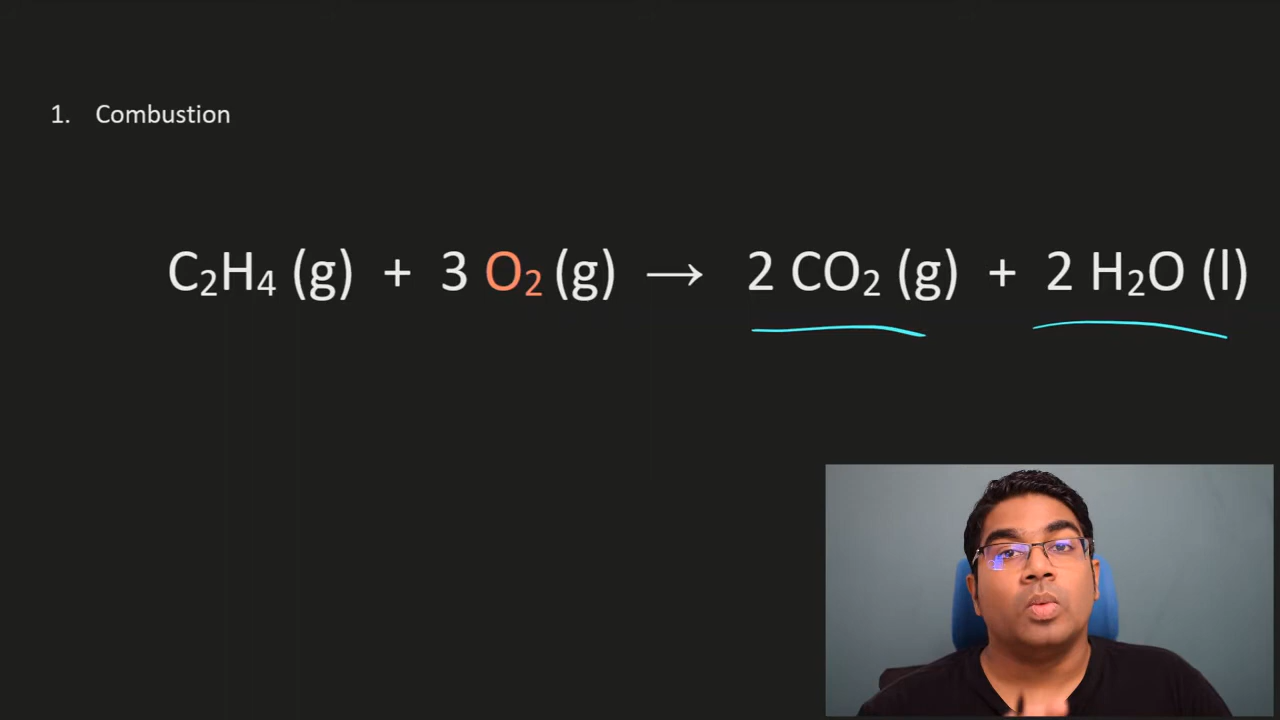 1. Combustion
C₂H₄ (g) + 3 O₂ (g) → 2 CO₂ (g) + 2 H₂O (l)